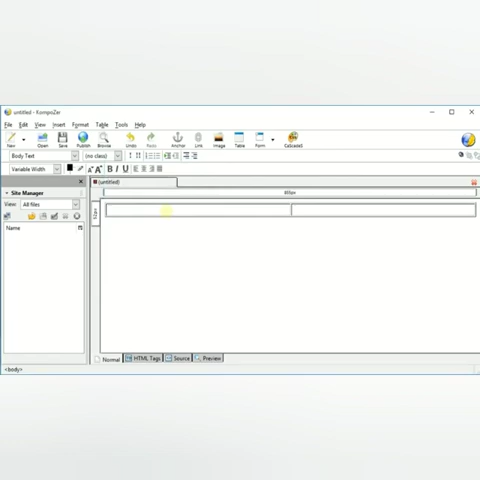 untitled - KompoZer
File Edit View Insert Format Table Tools Help
New Open Save Publish Browse Undo Redo Anchor Link Image Table Form CaScadeS
Body Text (no class)
Variable Width B I U
(untitled)
Site Manager
View: All files
Name
Normal HTML Tags Source Preview
<body>